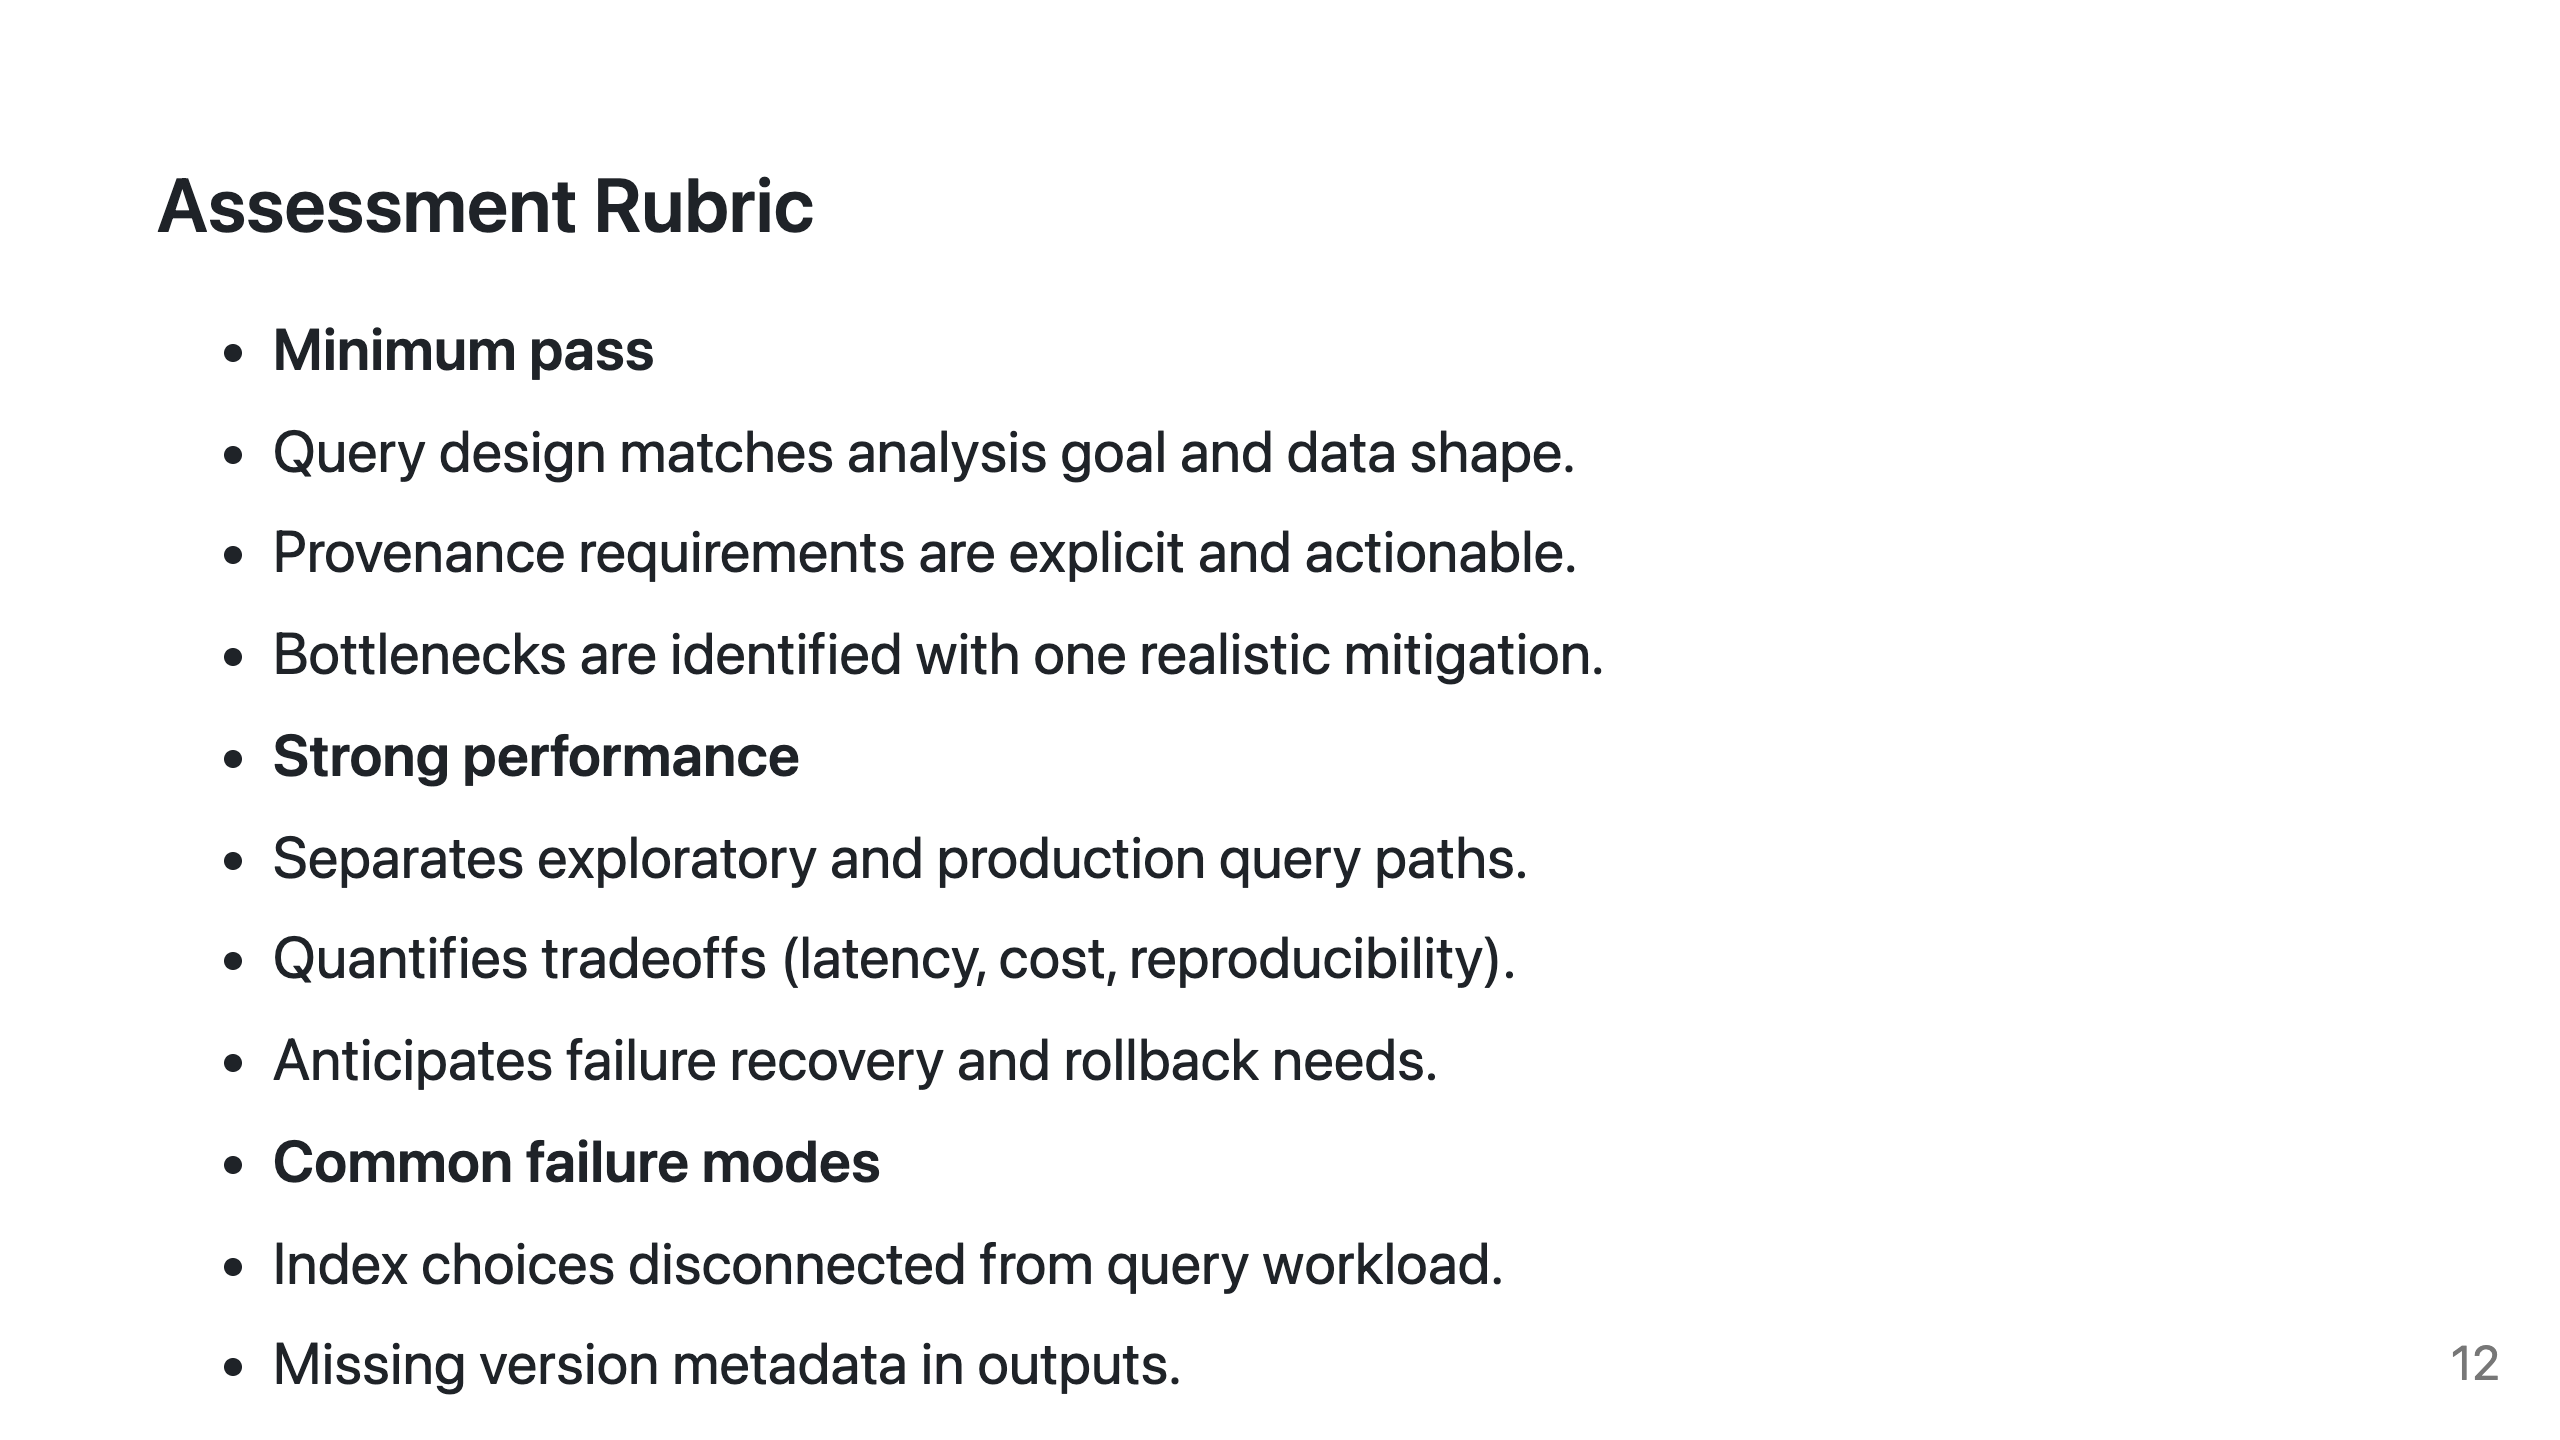 Assessment Rubric
• Minimum pass
• Query design matches analysis goal and data shape.
• Provenance requirements are explicit and actionable.
• Bottlenecks are identified with one realistic mitigation.
• Strong performance
• Separates exploratory and production query paths.
• Quantifies tradeoffs (latency, cost, reproducibility).
• Anticipates failure recovery and rollback needs.
• Common failure modes
• Index choices disconnected from query workload.
• Missing version metadata in outputs.
12